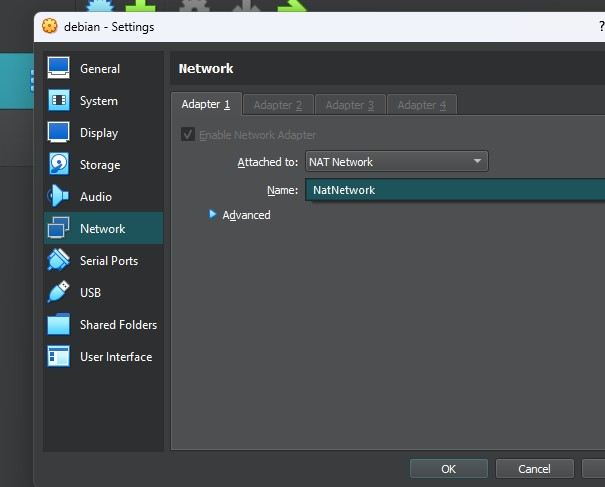 debian - Settings
?
General
System
Display
Storage
Audio
Network
Serial Ports
USB
Shared Folders
User Interface
Network
Adapter 1
Adapter 2
Adapter 3
Adapter 4
Enable Network Adapter
Attached to:
NAT Network
Name:
NatNetwork
Advanced
OK
Cancel